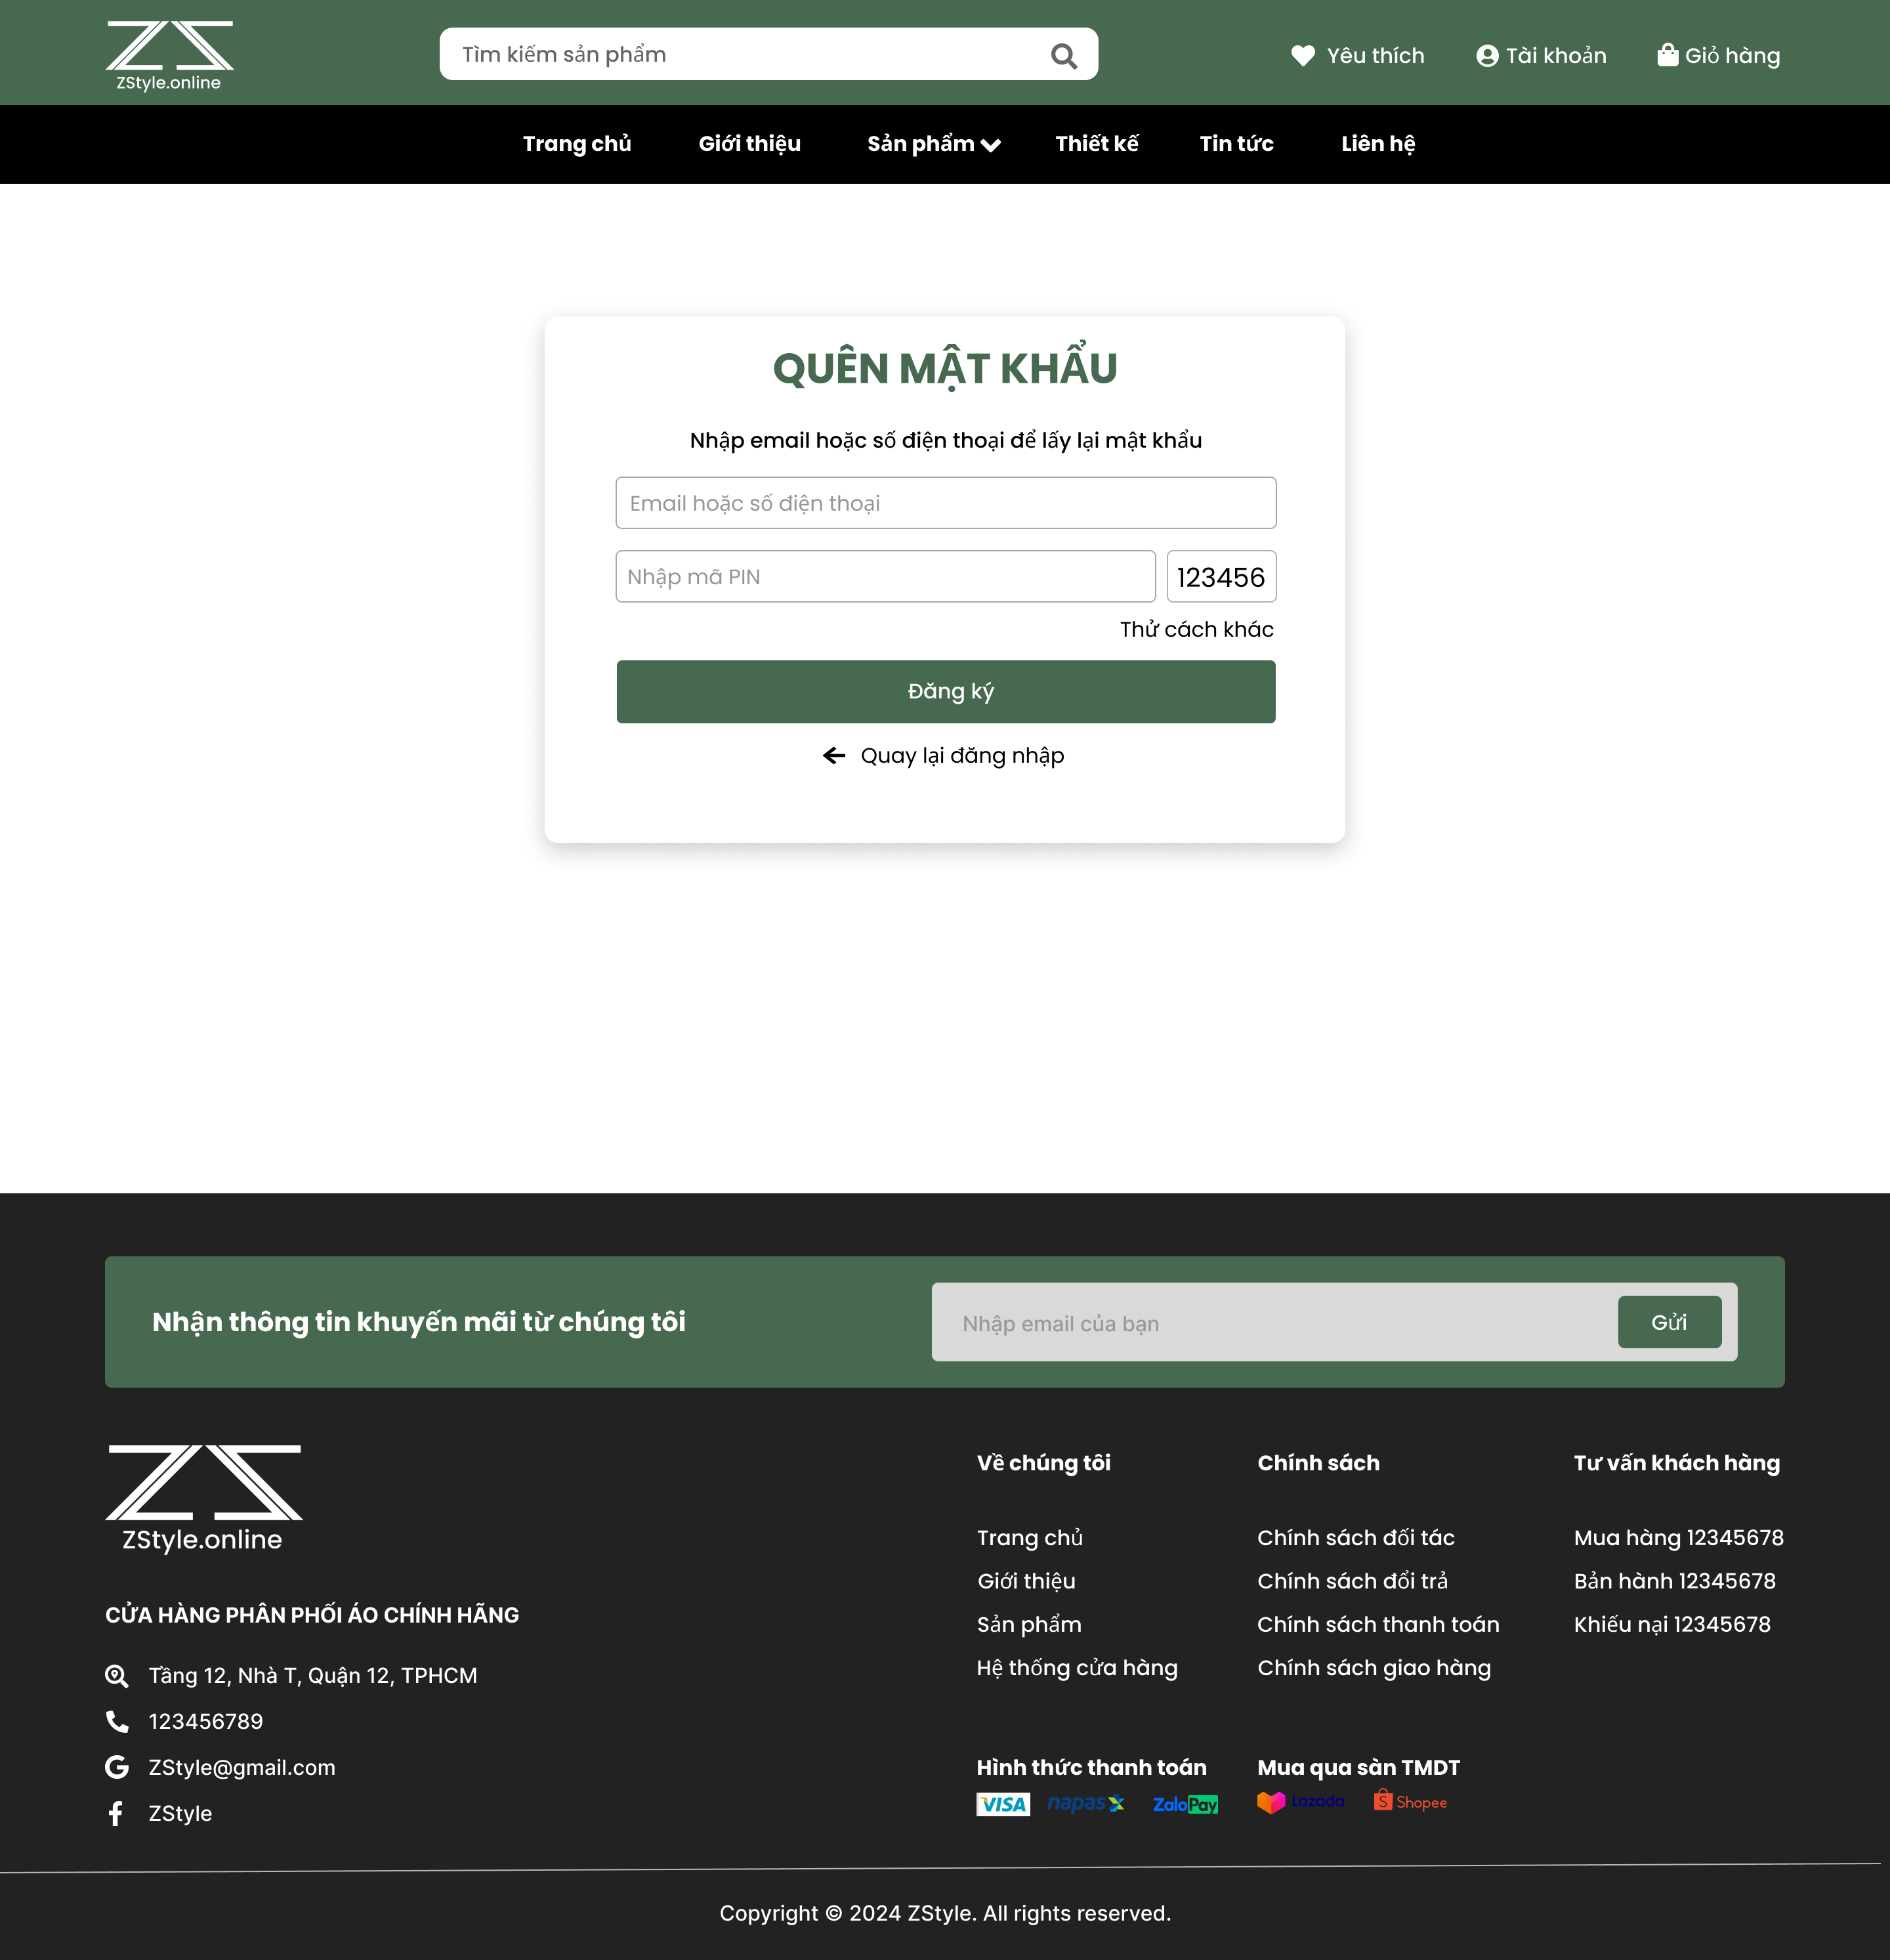 ZStyle.online
Tìm kiếm sản phẩm
Yêu thích
Tài khoản
Giỏ hàng
Trang chủ
Giới thiệu
Sản phẩm
Thiết kế
Tin tức
Liên hệ
QUÊN MẬT KHẨU
Nhập email hoặc số điện thoại để lấy lại mật khẩu
Email hoặc số điện thoại
Nhập mã PIN
123456
Thử cách khác
Đăng ký
Quay lại đăng nhập
Nhận thông tin khuyến mãi từ chúng tôi
Nhập email của bạn
Gửi
ZStyle.online
CỬA HÀNG PHÂN PHỐI ÁO CHÍNH HÃNG
Tầng 12, Nhà T, Quận 12, TPHCM
123456789
ZStyle@gmail.com
ZStyle
Về chúng tôi
Trang chủ
Giới thiệu
Sản phẩm
Hệ thống cửa hàng
Chính sách
Chính sách đối tác
Chính sách đổi trả
Chính sách thanh toán
Chính sách giao hàng
Tư vấn khách hàng
Mua hàng 12345678
Bản hành 12345678
Khiếu nại 12345678
Hình thức thanh toán
VISA
napas
ZaloPay
Mua qua sàn TMDT
Lazada
Shopee
Copyright © 2024 ZStyle. All rights reserved.